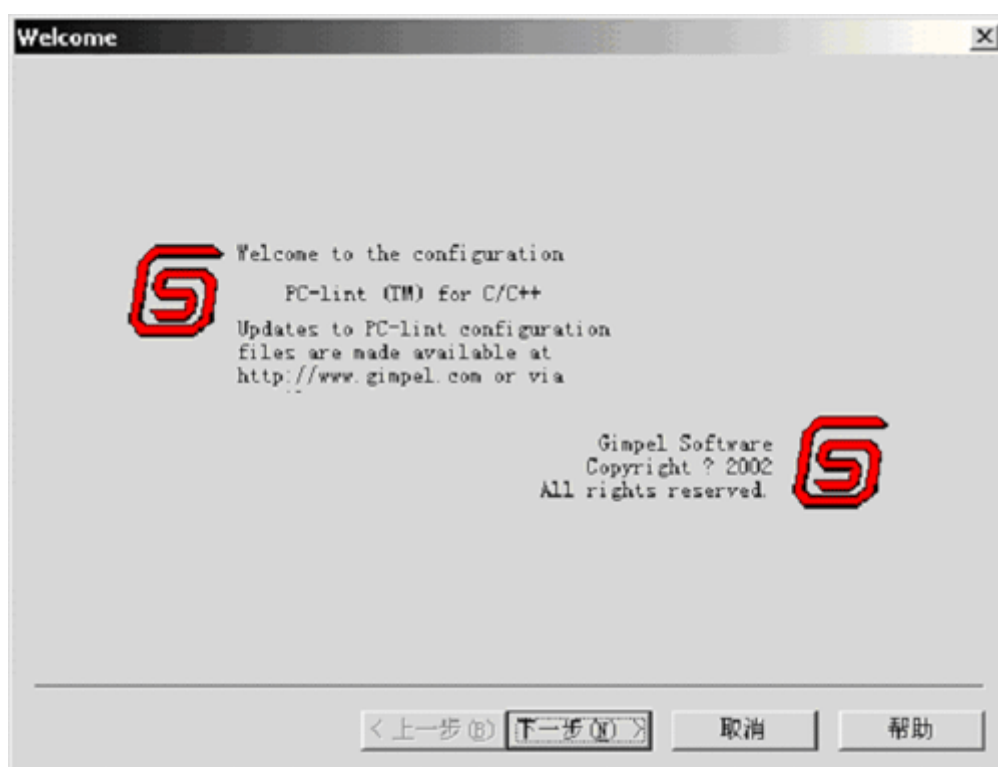 Welcome
Welcome to the configuration
PC-lint (TM) for C/C++
Updates to PC-lint configuration
files are made available at
http://www.gimpel.com or via
Gimpel Software
Copyright ? 2002
All rights reserved.
< 上一步(B)
下一步(N) >
取消
帮助